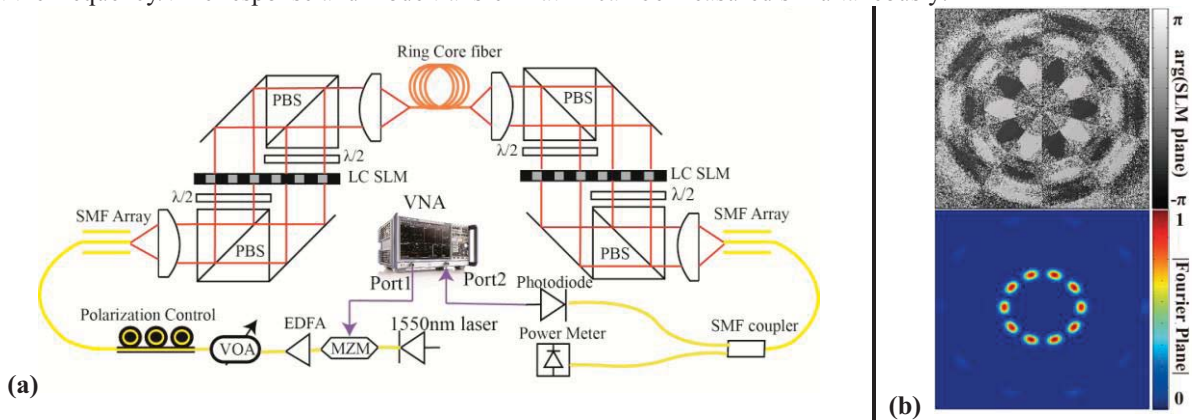 Ring Core fiber
PBS
PBS
λ/2
λ/2
LC SLM
LC SLM
λ/2
λ/2
VNA
SMF Array
SMF Array
PBS
PBS
Port1
Port2
Photodiode
Polarization Control
EDFA
1550nm laser
Power Meter
SMF coupler
VOA
MZM
(a)
π
arg(SLM plane)
-π
1
|Fourier Plane|
0
(b)